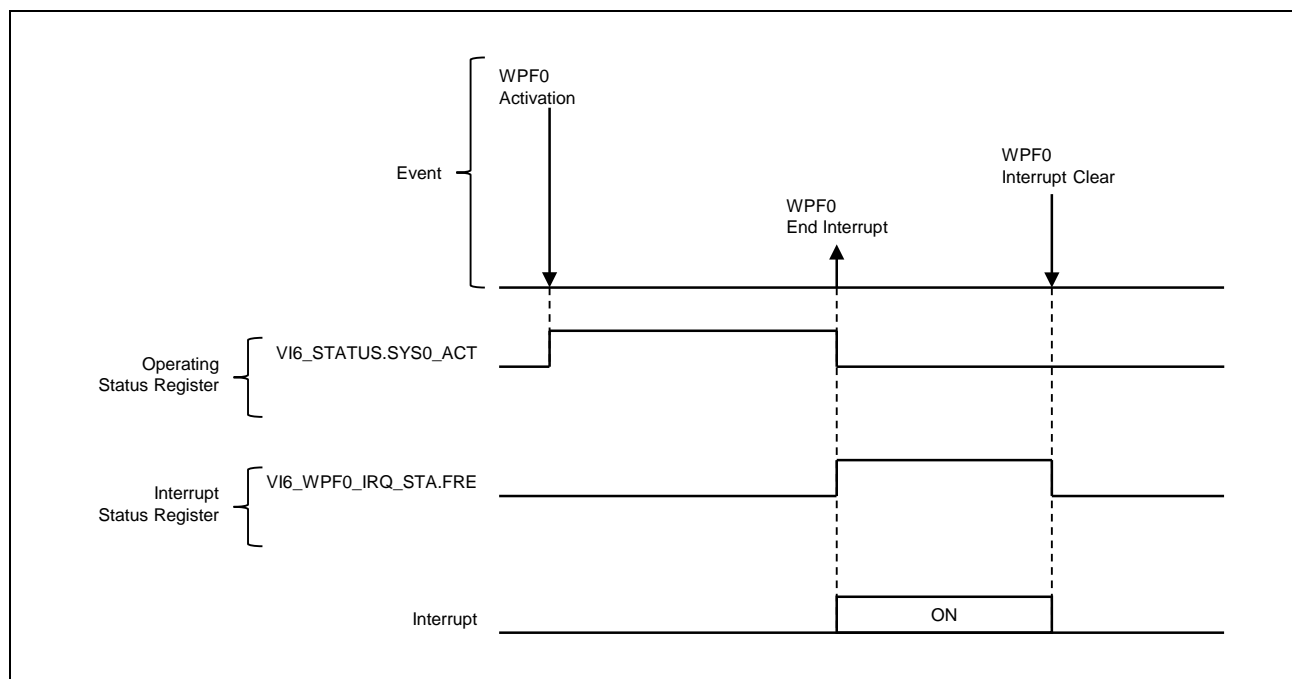 WPF0
Activation
Event
WPF0
Interrupt Clear
WPF0
End Interrupt
VI6_STATUS.SYS0_ACT
Operating
Status Register
VI6_WPF0_IRQ_STA.FRE
Interrupt
Status Register
Interrupt
ON